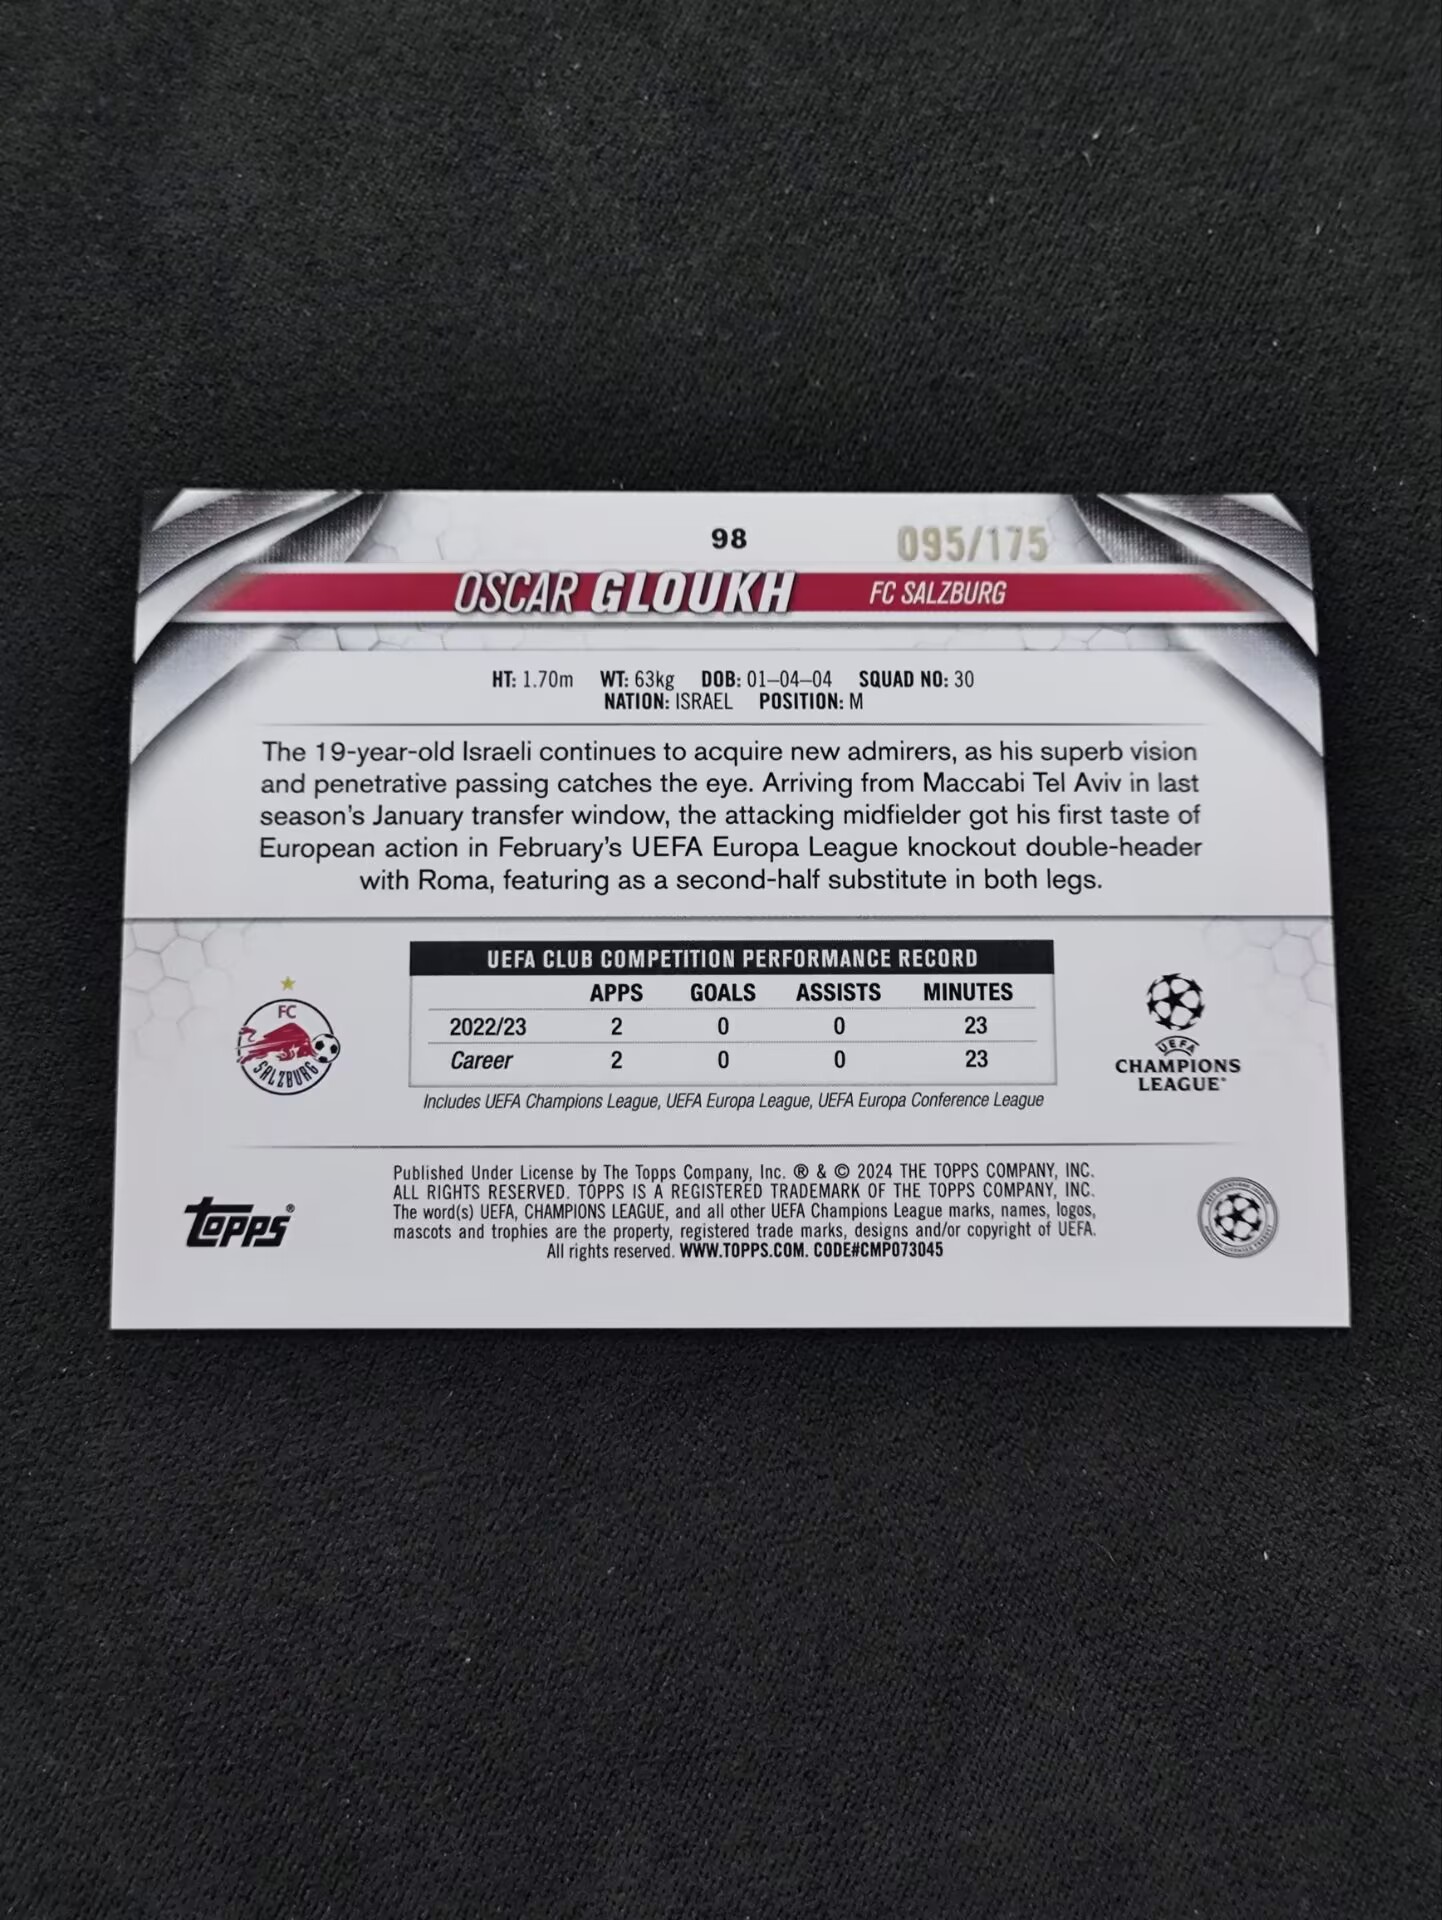 98
095/175
OSCAR GLOUKH
FC SALZBURG
HT: 1.70m WT: 63kg DOB: 01–04–04 SQUAD NO: 30
NATION: ISRAEL POSITION: M
The 19-year-old Israeli continues to acquire new admirers, as his superb vision
and penetrative passing catches the eye. Arriving from Maccabi Tel Aviv in last
season's January transfer window, the attacking midfielder got his first taste of
European action in February's UEFA Europa League knockout double-header
with Roma, featuring as a second-half substitute in both legs.
UEFA CLUB COMPETITION PERFORMANCE RECORD
APPS GOALS ASSISTS MINUTES
2022/23 2 0 0 23
Career 2 0 0 23
Includes UEFA Champions League, UEFA Europa League, UEFA Europa Conference League
FC
SALZBURG
UEFA
CHAMPIONS
LEAGUE®
Published Under License by The Topps Company, Inc. ® & © 2024 THE TOPPS COMPANY, INC.
ALL RIGHTS RESERVED. TOPPS IS A REGISTERED TRADEMARK OF THE TOPPS COMPANY, INC.
The word(s) UEFA, CHAMPIONS LEAGUE, and all other UEFA Champions League marks, names, logos,
mascots and trophies are the property, registered trade marks, designs and/or copyright of UEFA.
All rights reserved. WWW.TOPPS.COM. CODE#CMP073045
topps®